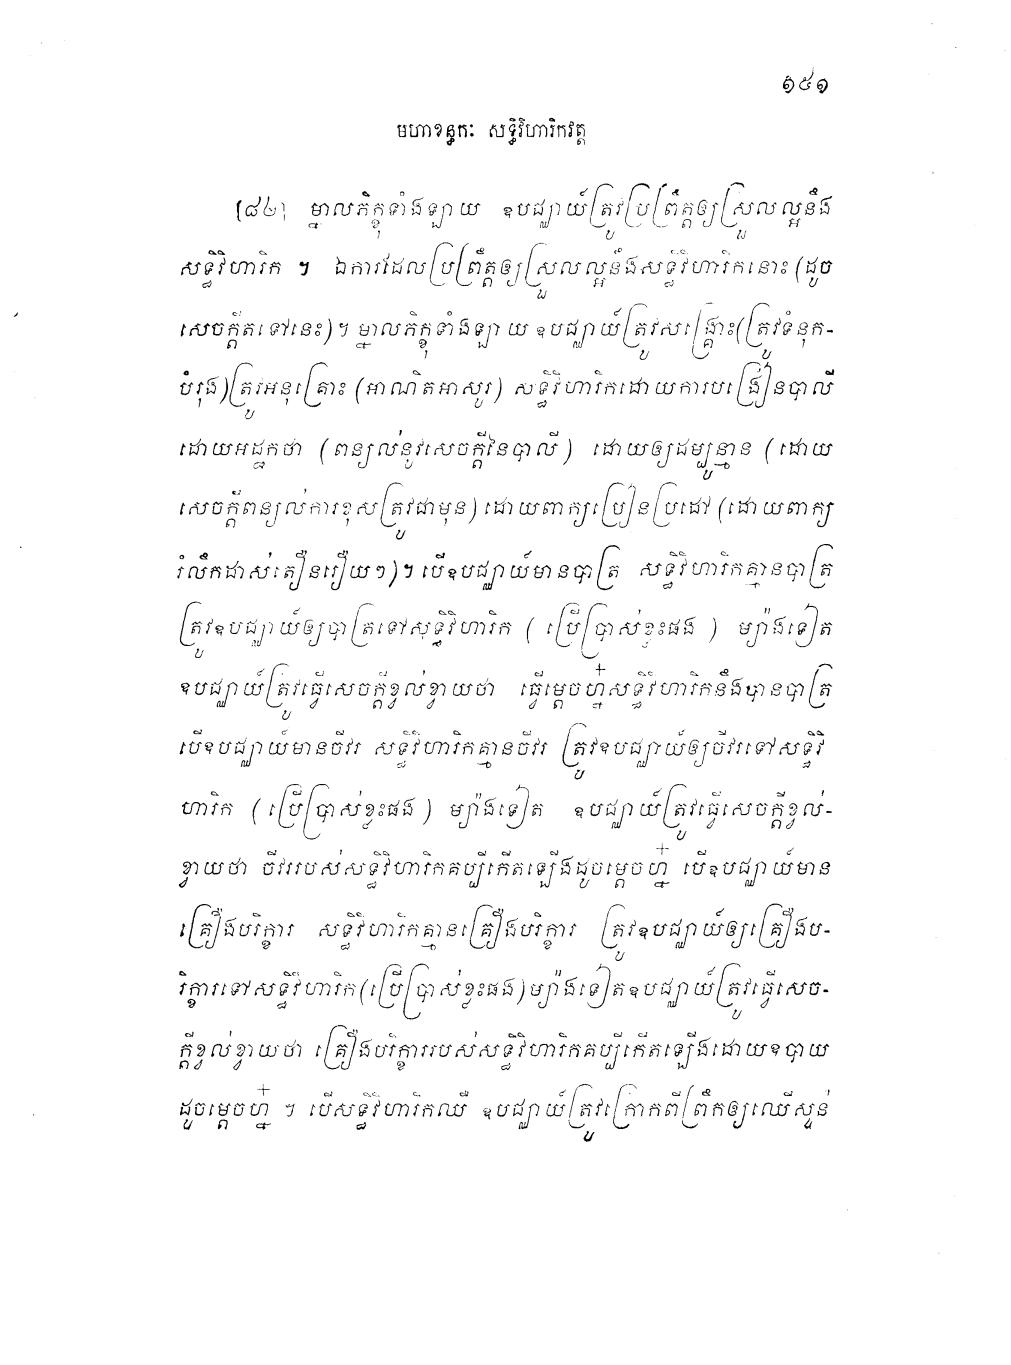 ១៥១
មហាខន្ធកៈ សទ្ធិវិហារិកវត្ត
[៨២] ម្នាលភិក្ខុទាំងឡាយ ឧបជ្ឈាយ៍ត្រូវប្រព្រឹត្តឲ្យស្រួលល្អនឹង
សទ្ធិវិហារិក ។ ឯការដែលប្រព្រឹត្តឲ្យស្រួលល្អនឹងសទ្ធិវិហារិកនោះ (ដូច
សេចក្តីតទៅនេះ) ។ ម្នាលភិក្ខុទាំងឡាយ ឧបជ្ឈាយ៍ត្រូវសង្គ្រោះ (ត្រូវទំនុក-
បំរុង) ត្រូវអនុគ្រោះ (អាណិតអាសូរ) សទ្ធិវិហារិកដោយការបង្រៀនបាលី
ដោយអដ្ឋកថា (ពន្យល់នូវសេចក្តីនៃបាលី) ដោយឲ្យដម្បូន្មាន (ដោយ
សេចក្តីពន្យល់ការខុសត្រូវជាមុន) ដោយពាក្យប្រៀនប្រដៅ (ដោយពាក្យ
រំលឹកដាស់តឿនរឿយៗ) ។ បើឧបជ្ឈាយ៍មានបាត្រ សទ្ធិវិហារិកគ្មានបាត្រ
ត្រូវឧបជ្ឈាយ៍ឲ្យបាត្រទៅសទ្ធិវិហារិក (ប្រើប្រាស់ខ្លះផង) ម្យ៉ាងទៀត
ឧបជ្ឈាយ៍ត្រូវធ្វើសេចក្តីខ្វល់ខ្វាយថា ធ្វើម្តេចហ្ន៎សទ្ធិវិហារិកនឹងបានបាត្រ
បើឧបជ្ឈាយ៍មានចីវរ សទ្ធិវិហារិកគ្មានចីវរ ត្រូវឧបជ្ឈាយ៍ឲ្យចីវរទៅសទ្ធិវិ
ហារិក (ប្រើប្រាស់ខ្លះផង) ម្យ៉ាងទៀត ឧបជ្ឈាយ៍ត្រូវធ្វើសេចក្តីខ្វល់-
ខ្វាយថា ចីវររបស់សទ្ធិវិហារិកគប្បីកើតឡើងដូចម្តេចហ្ន៎ បើឧបជ្ឈាយ៍មាន
គ្រឿងបរិក្ខារ សទ្ធិវិហារិកគ្មានគ្រឿងបរិក្ខារ ត្រូវឧបជ្ឈាយ៍ឲ្យគ្រឿងប-
រិក្ខារទៅសទ្ធិវិហារិក (ប្រើប្រាស់ខ្លះផង) ម្យ៉ាងទៀតឧបជ្ឈាយ៍ត្រូវធ្វើសេច-
ក្តីខ្វល់ខ្វាយថា គ្រឿងបរិក្ខាររបស់សទ្ធិវិហារិកគប្បីកើតឡើងដោយឧបាយ
ដូចម្តេចហ្ន៎ ។ បើសទ្ធិវិហារិកឈឺ ឧបជ្ឈាយ៍ត្រូវក្រោកពីព្រឹកឲ្យឈើស្ទន់